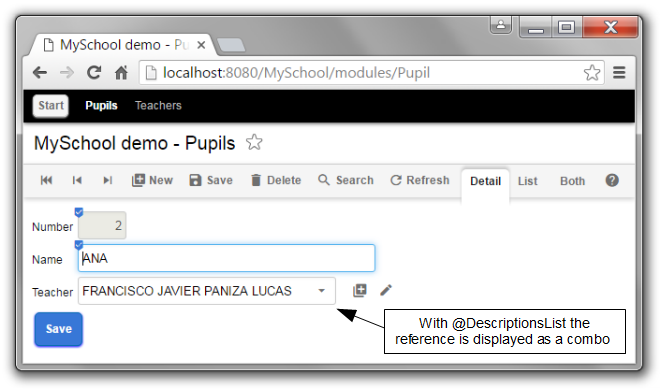 MySchool demo - Pu
localhost:8080/MySchool/modules/Pupil
Start Pupils Teachers
MySchool demo - Pupils
New Save Delete Search Refresh Detail List Both
Number 2
Name ANA
Teacher FRANCISCO JAVIER PANIZA LUCAS
Save
With @DescriptionsList the
reference is displayed as a combo